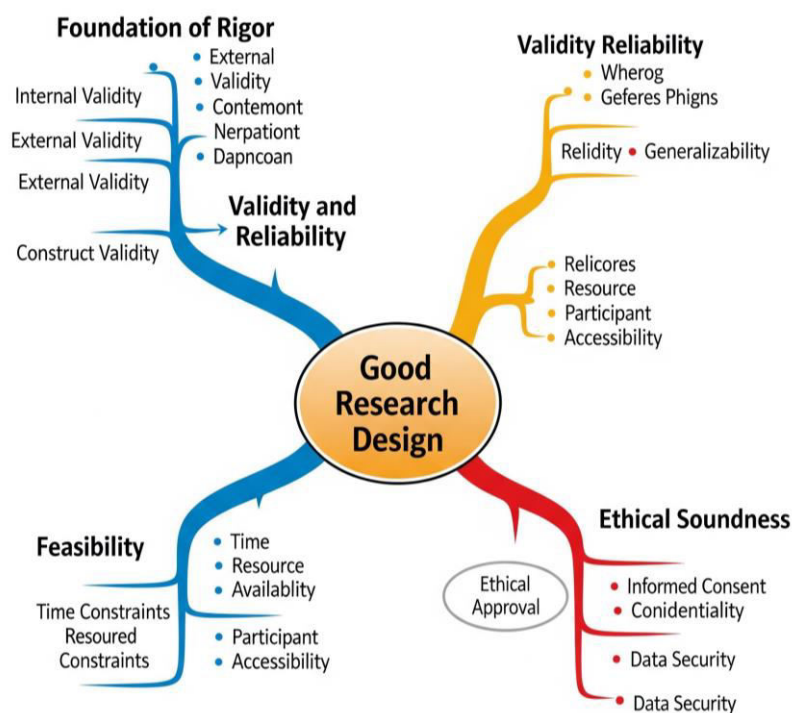 Foundation of Rigor
External
Validity
Contemont
Nerpationt
Dapncoan
Internal Validity
External Validity
External Validity
Construct Validity
Validity and
Reliability
Validity Reliability
Wherog
Geferes Phigns
Relidity • Generalizability
Relicores
Resource
Participant
Accessibility
Good
Research
Design
Feasibility
Time
Resource
Availablity
Time Constraints
Resoured
Constraints
Participant
Accessibility
Ethical Soundness
Ethical
Approval
Informed Consent
Conidentiality
Data Security
Data Security